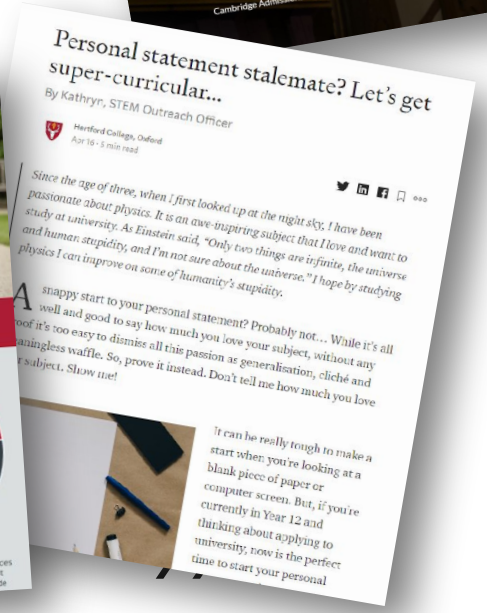 Cambridge
Personal statement stalemate? Let's get
super-curricular...
By Kathryn, STEM Outreach Officer
Hertford College, Oxford
Apr 16 · 5 min read
Since the age of three, when I first looked up at the night sky, I have been
passionate about physics. It is an awe-inspiring subject that I love and want to
study at university. As Einstein said, "Only two things are infinite, the universe
and human stupidity, and I'm not sure about the universe." I hope by studying
physics I can improve on some of humanity's stupidity.
A snappy start to your personal statement? Probably not... While it's all
well and good to say how much you love your subject, without any
oof it's too easy to dismiss all this passion as generalisation, cliché and
aningless waffle. So, prove it instead. Don't tell me how much you love
r subject. Show me!
It can be really tough to make a
start when you're looking at a
blank piece of paper or
computer screen. But, if you're
currently in Year 12 and
thinking about applying to
university, now is the perfect
time to start your personal